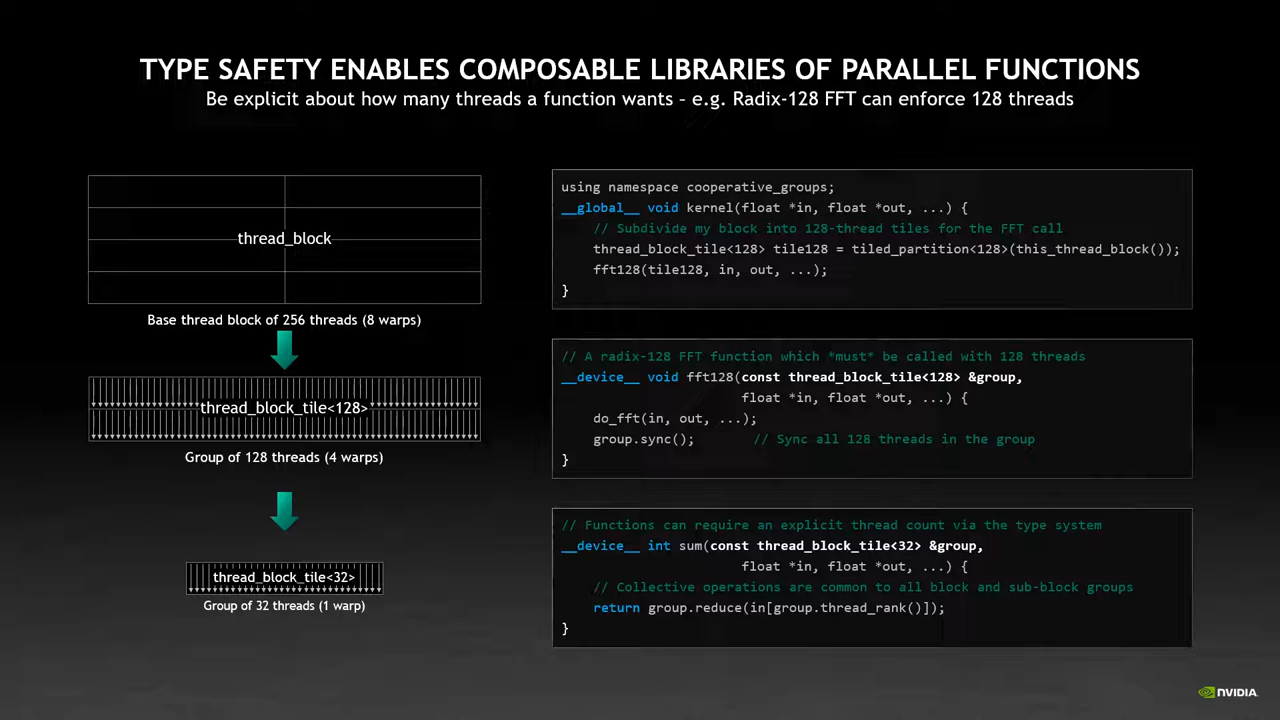 TYPE SAFETY ENABLES COMPOSABLE LIBRARIES OF PARALLEL FUNCTIONS
Be explicit about how many threads a function wants – e.g. Radix-128 FFT can enforce 128 threads
thread_block
Base thread block of 256 threads (8 warps)
thread_block_tile<128>
Group of 128 threads (4 warps)
thread_block_tile<32>
Group of 32 threads (1 warp)
using namespace cooperative_groups;
__global__ void kernel(float *in, float *out, ...) {
// Subdivide my block into 128-thread tiles for the FFT call
thread_block_tile<128> tile128 = tiled_partition<128>(this_thread_block());
fft128(tile128, in, out, ...);
}
// A radix-128 FFT function which *must* be called with 128 threads
__device__ void fft128(const thread_block_tile<128> &group,
float *in, float *out, ...) {
do_fft(in, out, ...);
group.sync(); // Sync all 128 threads in the group
}
// Functions can require an explicit thread count via the type system
__device__ int sum(const thread_block_tile<32> &group,
float *in, float *out, ...) {
// Collective operations are common to all block and sub-block groups
return group.reduce(in[group.thread_rank()]);
}
NVIDIA.